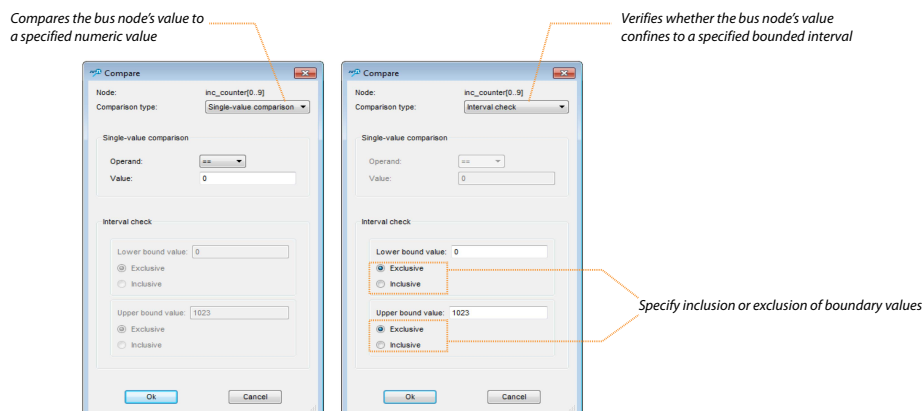 Compares the bus node's value to
a specified numeric value
Verifies whether the bus node's value
confines to a specified bounded interval
Compare
Node: inc_counter[0..9]
Comparison type: Single-value comparison
Single-value comparison
Operand: ==
Value: 0
Interval check
Lower bound value: 0
Exclusive
Inclusive
Upper bound value: 1023
Exclusive
Inclusive
Ok Cancel
Compare
Node: inc_counter[0..9]
Comparison type: Interval check
Single-value comparison
Operand: ==
Value: 0
Interval check
Lower bound value: 0
Exclusive
Inclusive
Upper bound value: 1023
Exclusive
Inclusive
Ok Cancel
Specify inclusion or exclusion of boundary values